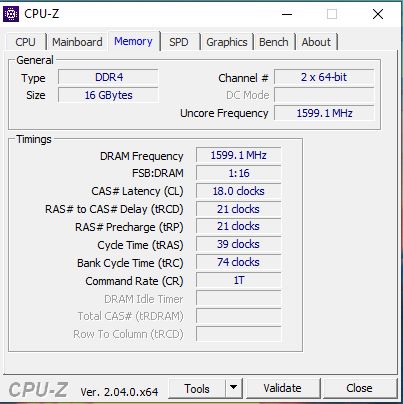 CPU-Z
CPU Mainboard Memory SPD Graphics Bench About
General
Type DDR4 Channel # 2 x 64-bit
Size 16 GBytes DC Mode
Uncore Frequency 1599.1 MHz
Timings
DRAM Frequency 1599.1 MHz
FSB:DRAM 1:16
CAS# Latency (CL) 18.0 clocks
RAS# to CAS# Delay (tRCD) 21 clocks
RAS# Precharge (tRP) 21 clocks
Cycle Time (tRAS) 39 clocks
Bank Cycle Time (tRC) 74 clocks
Command Rate (CR) 1T
DRAM Idle Timer
Total CAS# (tRDRAM)
Row To Column (tRCD)
CPU-Z Ver. 2.04.0.x64 Tools Validate Close